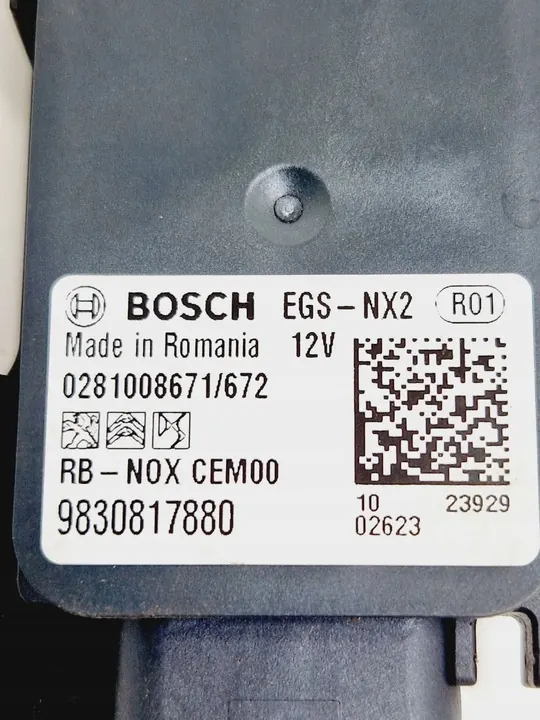 BOSCH EGS-NX2 R01
Made in Romania 12V
0281008671/672
RB-NOX CEM00
9830817880
10 23929
02623